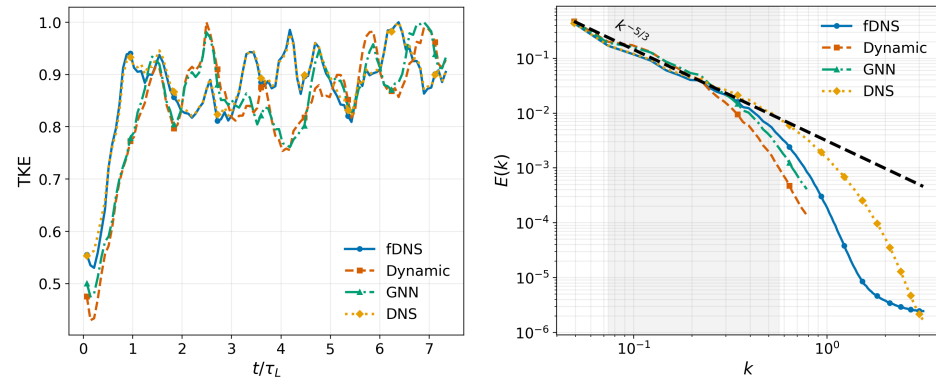 1.0
0.9
0.8
0.7
0.6
0.5
TKE
0 1 2 3 4 5 6 7
t/τ_L
fDNS
Dynamic
GNN
DNS
10⁻¹
10⁻²
10⁻³
10⁻⁴
10⁻⁵
10⁻⁶
E(k)
10⁻¹ 10⁰
k
k⁻⁵/³
fDNS
Dynamic
GNN
DNS